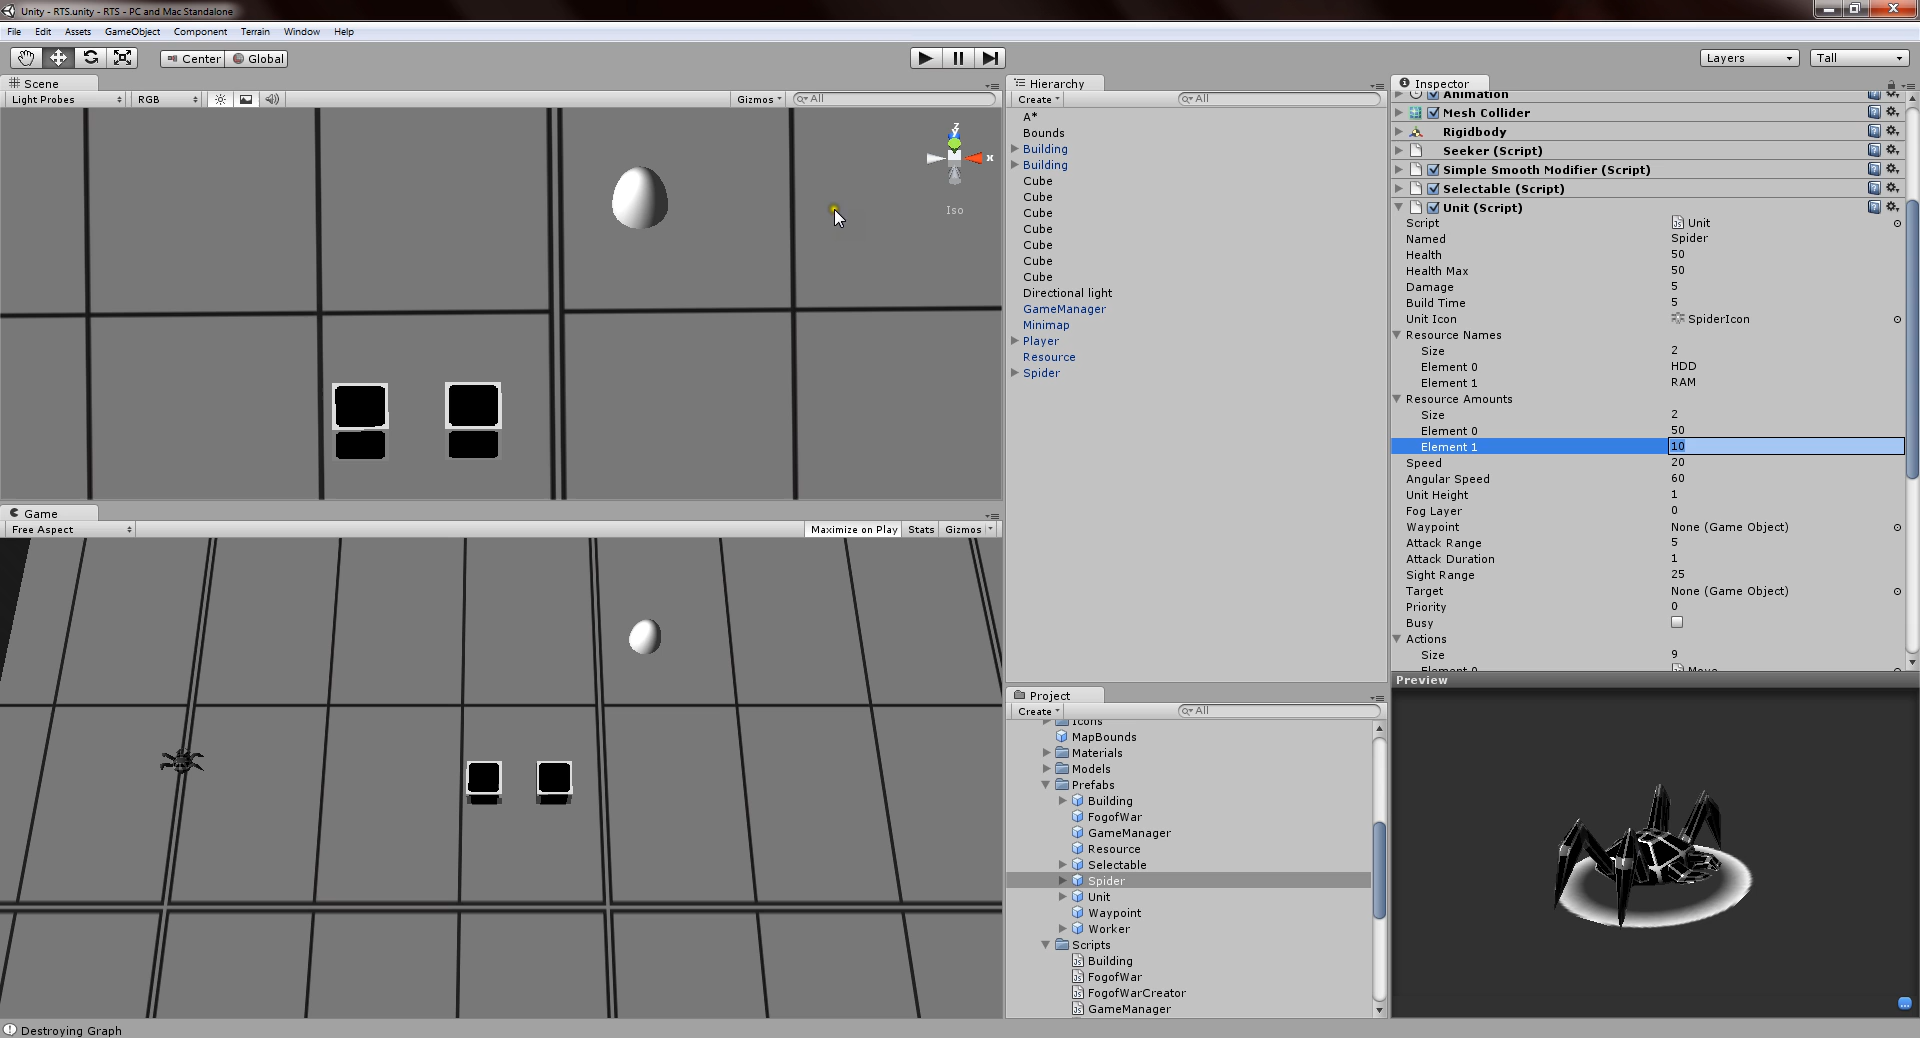 Unity - RTS.unity - RTS - PC and Mac Standalone
File Edit Assets GameObject Component Terrain Window Help
Center Global Layers Tall
Scene
Light Probes RGB Gizmos All
z
x
Iso
Game
Free Aspect Maximize on Play Stats Gizmos
Hierarchy
Create All
A*
Bounds
Building
Building
Cube
Cube
Cube
Cube
Cube
Cube
Cube
Directional light
GameManager
Minimap
Player
Resource
Spider
Project
Create All
Icons
MapBounds
Materials
Models
Prefabs
Building
FogofWar
GameManager
Resource
Selectable
Spider
Unit
Waypoint
Worker
Scripts
Building
FogofWar
FogofWarCreator
GameManager
Inspector
Animation
Mesh Collider
Rigidbody
Seeker (Script)
Simple Smooth Modifier (Script)
Selectable (Script)
Unit (Script)
Script Unit
Named Spider
Health 50
Health Max 50
Damage 5
Build Time 5
Unit Icon SpiderIcon
Resource Names
Size 2
Element 0 HDD
Element 1 RAM
Resource Amounts
Size 2
Element 0 50
Element 1 10
Speed 20
Angular Speed 60
Unit Height 1
Fog Layer 0
Waypoint None (Game Object)
Attack Range 5
Attack Duration 1
Sight Range 25
Target None (Game Object)
Priority 0
Busy
Actions
Size 9
Element 0 Move
Preview
Destroying Graph